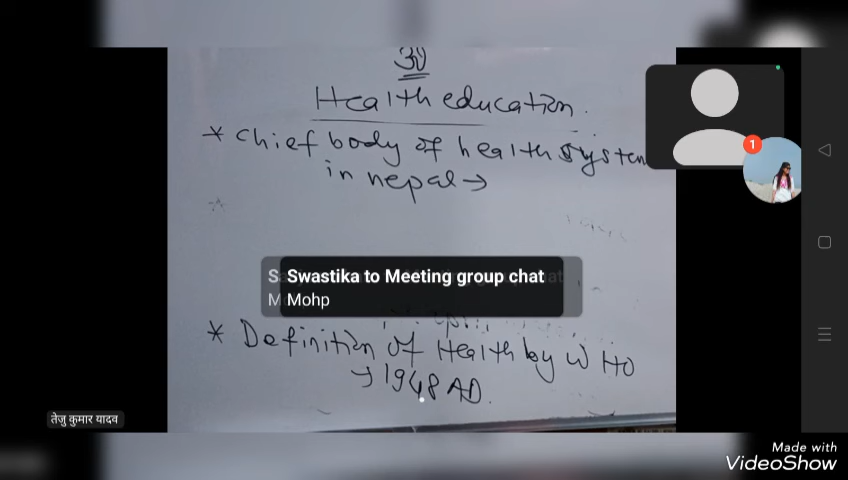 ॐ
Health education.
* Chief body of health system
in nepal →
Swastika to Meeting group chat
Mohp
* Definition of Health by WHO
→ 1948 AD.
1
तेजु कुमार यादव
Made with
VideoShow